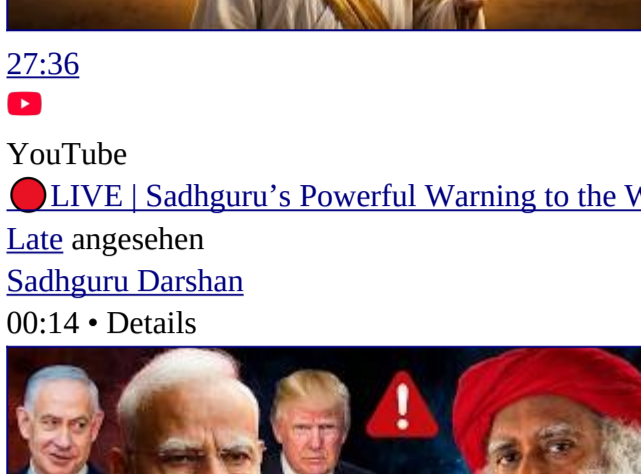 27:36
YouTube
🔴LIVE | Sadhguru’s Powerful Warning to the
Late angesehen
Sadhguru Darshan
00:14 • Details